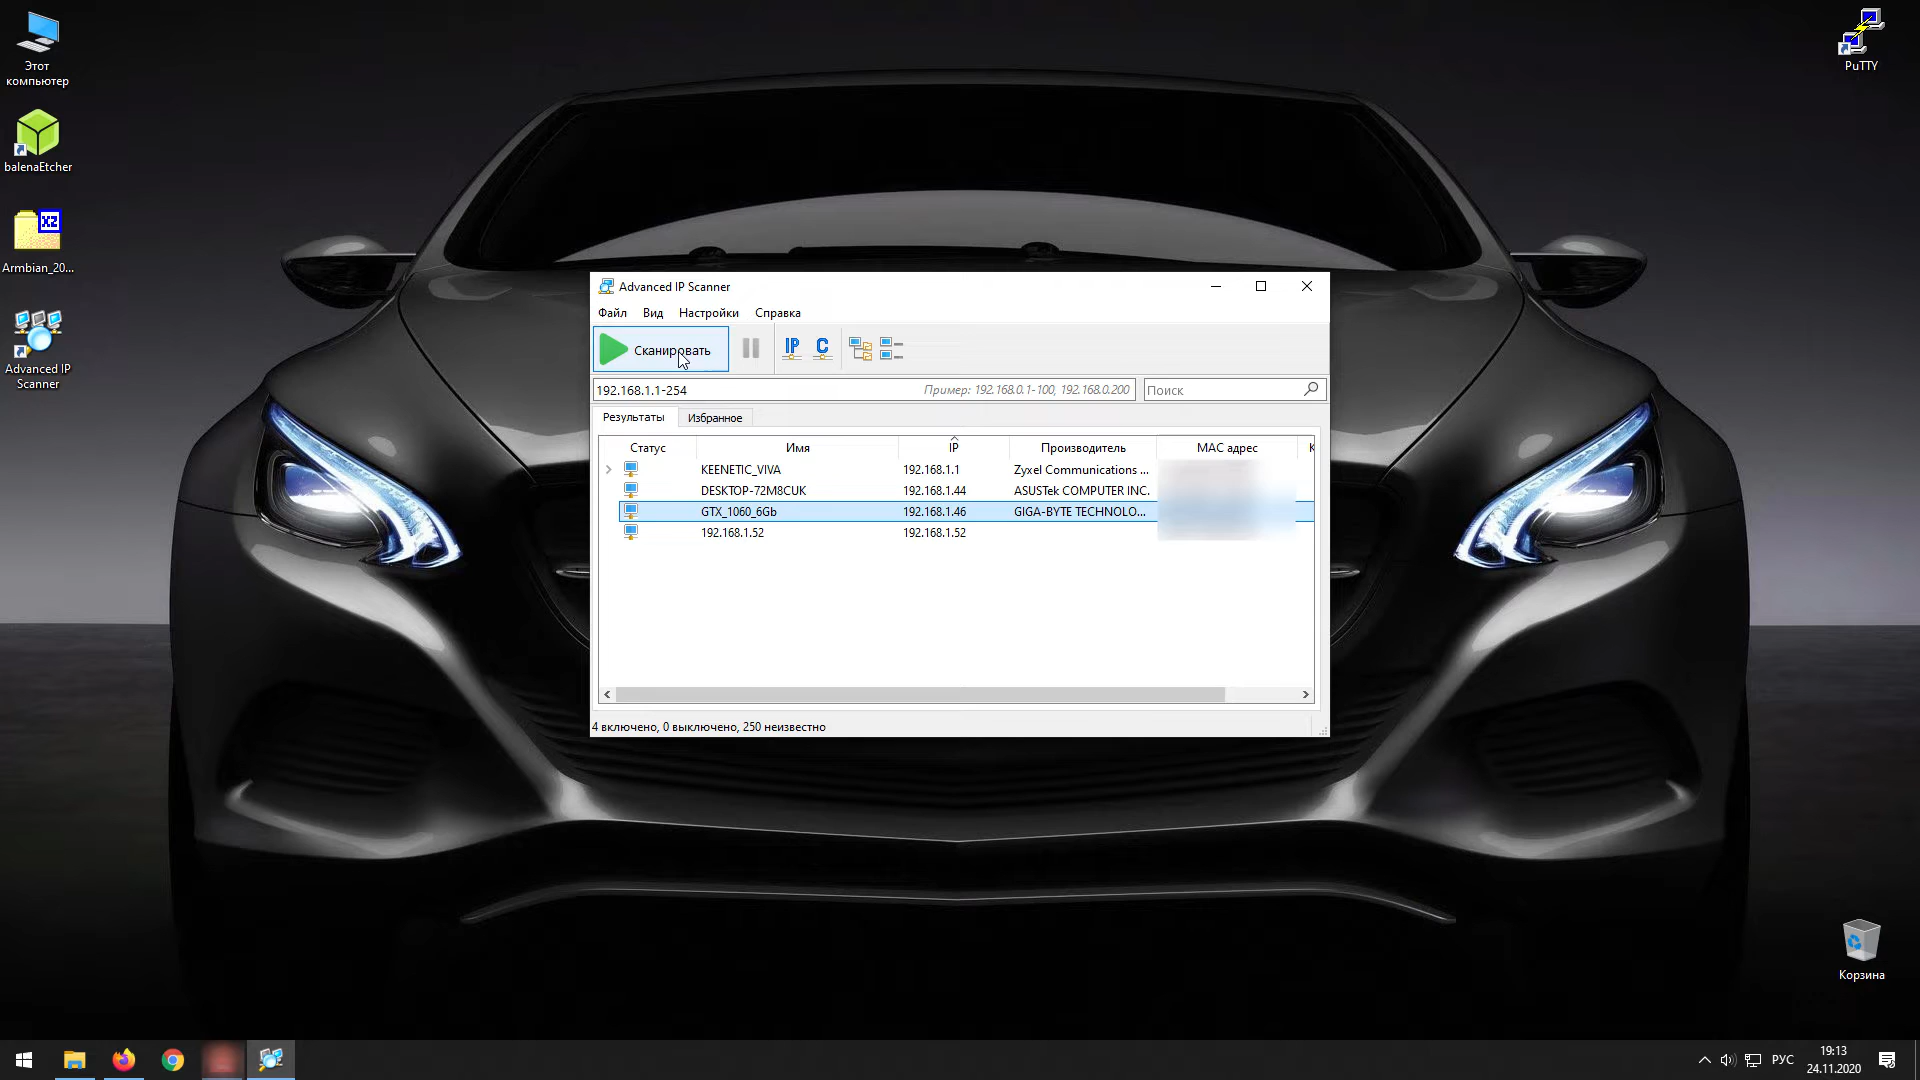 Этот
компьютер
balenaEtcher
X2
Armbian_20...
Advanced IP
Scanner
PuTTY
Advanced IP Scanner
Файл Вид Настройки Справка
Сканировать IP C
192.168.1.1-254 Пример: 192.168.0.1-100, 192.168.0.200 Поиск
Результаты Избранное
Статус Имя IP Производитель MAC адрес К
KEENETIC_VIVA 192.168.1.1 Zyxel Communications ...
DESKTOP-72M8CUK 192.168.1.44 ASUSTek COMPUTER INC.
GTX_1060_6Gb 192.168.1.46 GIGA-BYTE TECHNOLO...
192.168.1.52 192.168.1.52
4 включено, 0 выключено, 250 неизвестно
Корзина
РУС
19:13
24.11.2020